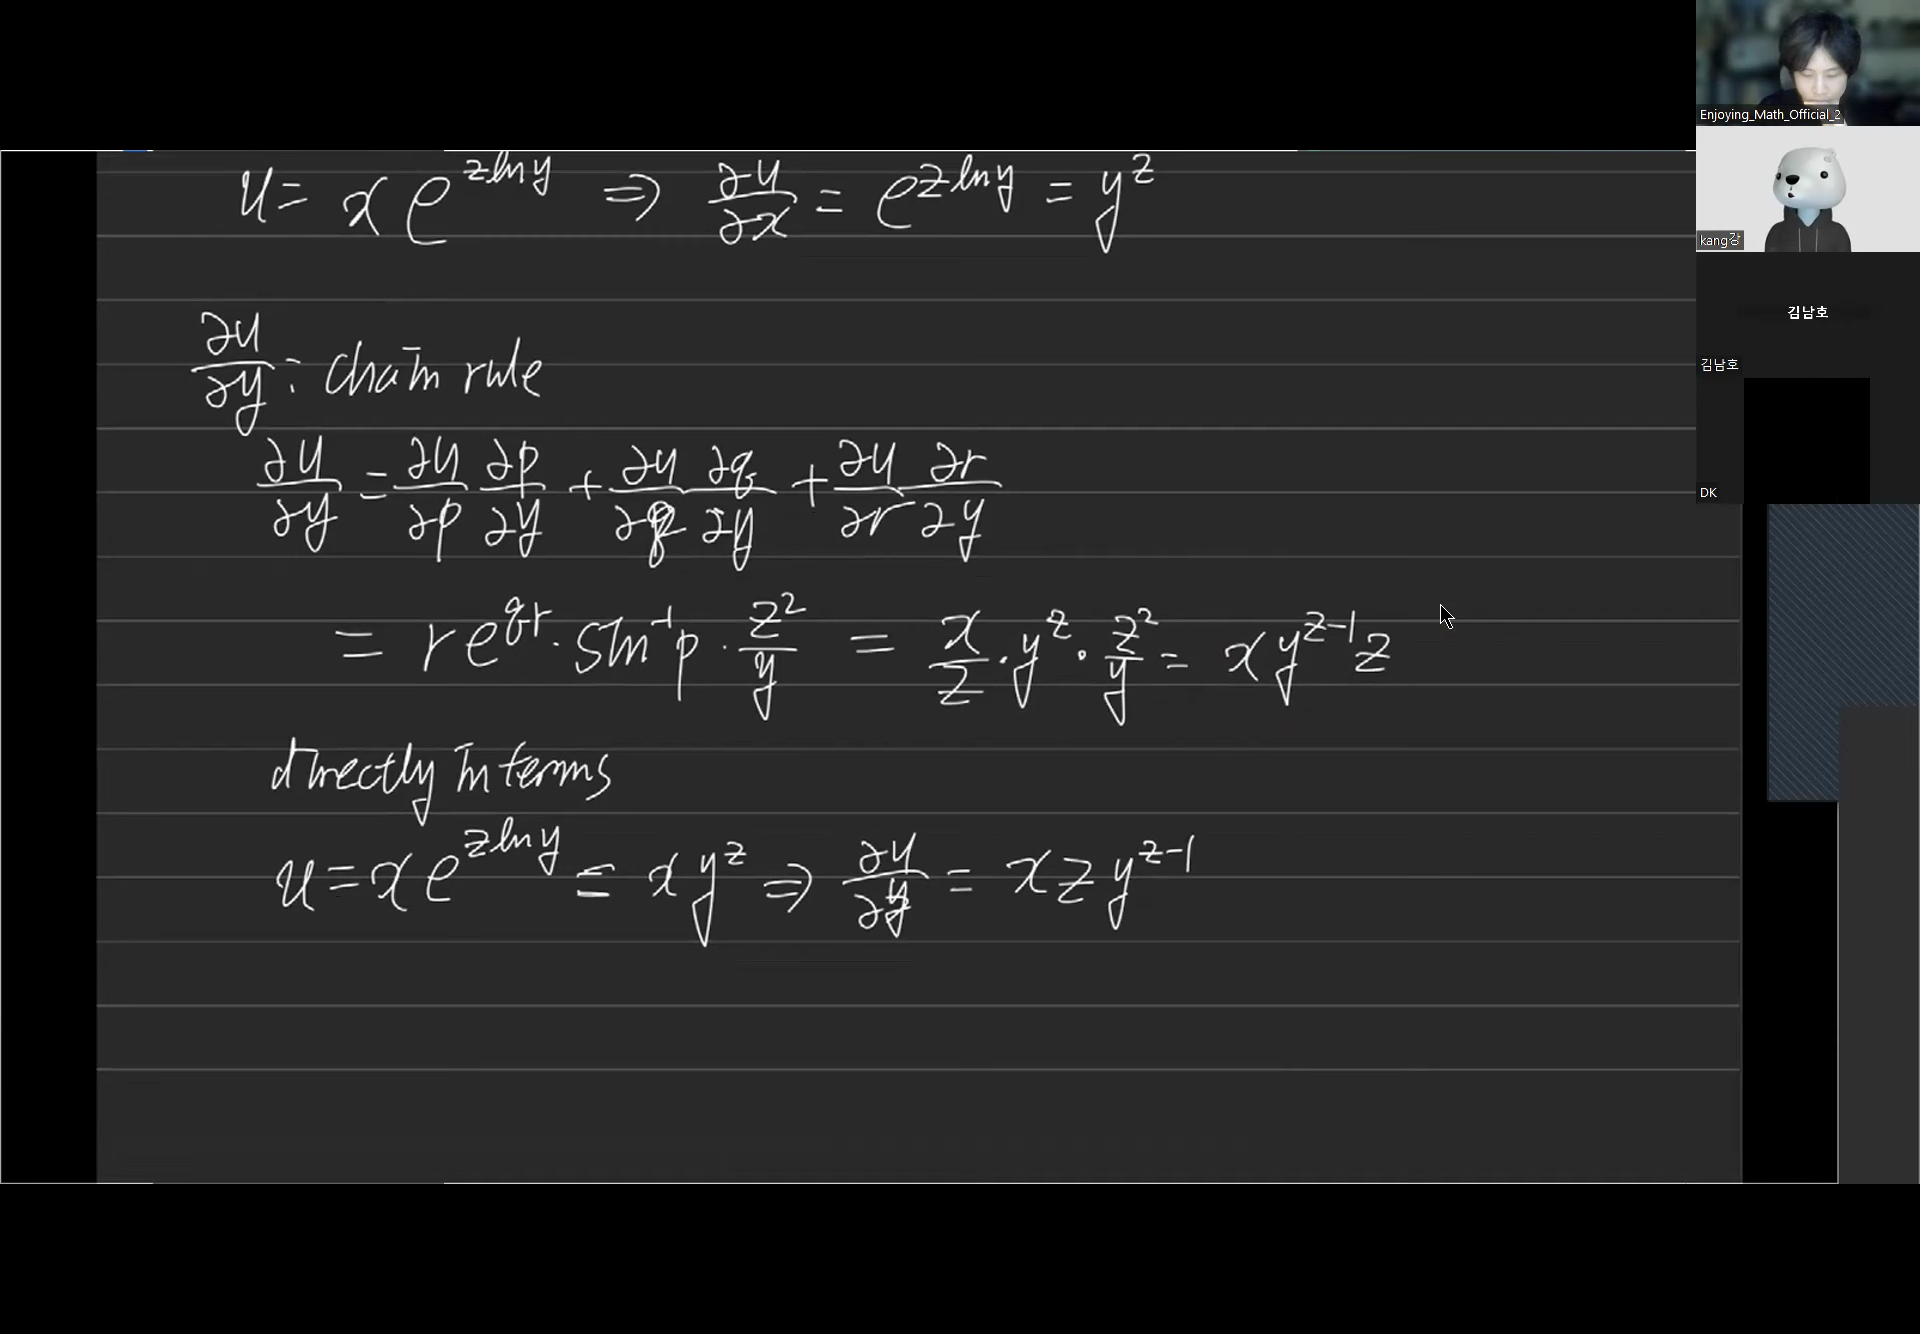 u = x e^{z ln y} ⇒ ∂u/∂x = e^{z ln y} = y^z
∂u/∂y : chain rule
∂u/∂y = ∂u/∂p ∂p/∂y + ∂u/∂q ∂q/∂y + ∂u/∂r ∂r/∂y
= r e^{qr} · sin^{-1} p · z^2/y = x/z · y^z · z^2/y = x y^{z-1} z
directly in terms
u = x e^{z ln y} = x y^z ⇒ ∂u/∂y = x z y^{z-1}
Enjoying_Math_Official_2
kang강
김남호
김남호
DK